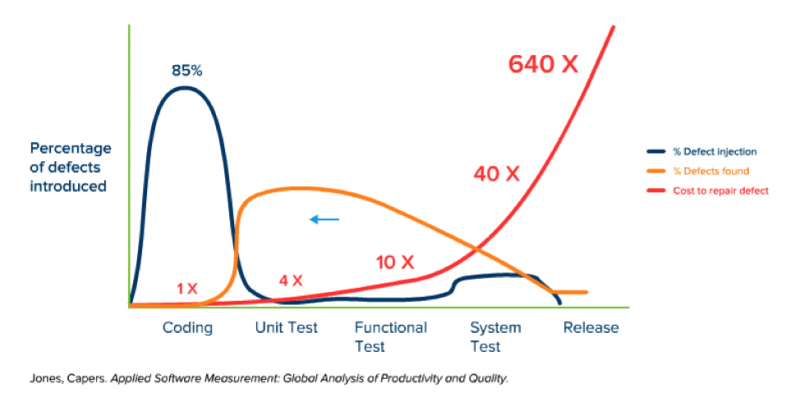 640 X
85%
Percentage
of defects
introduced
% Defect injection
% Defects found
Cost to repair defect
40 X
10 X
4 X
1 X
Coding
Unit Test
Functional
Test
System
Test
Release
Jones, Capers. Applied Software Measurement: Global Analysis of Productivity and Quality.